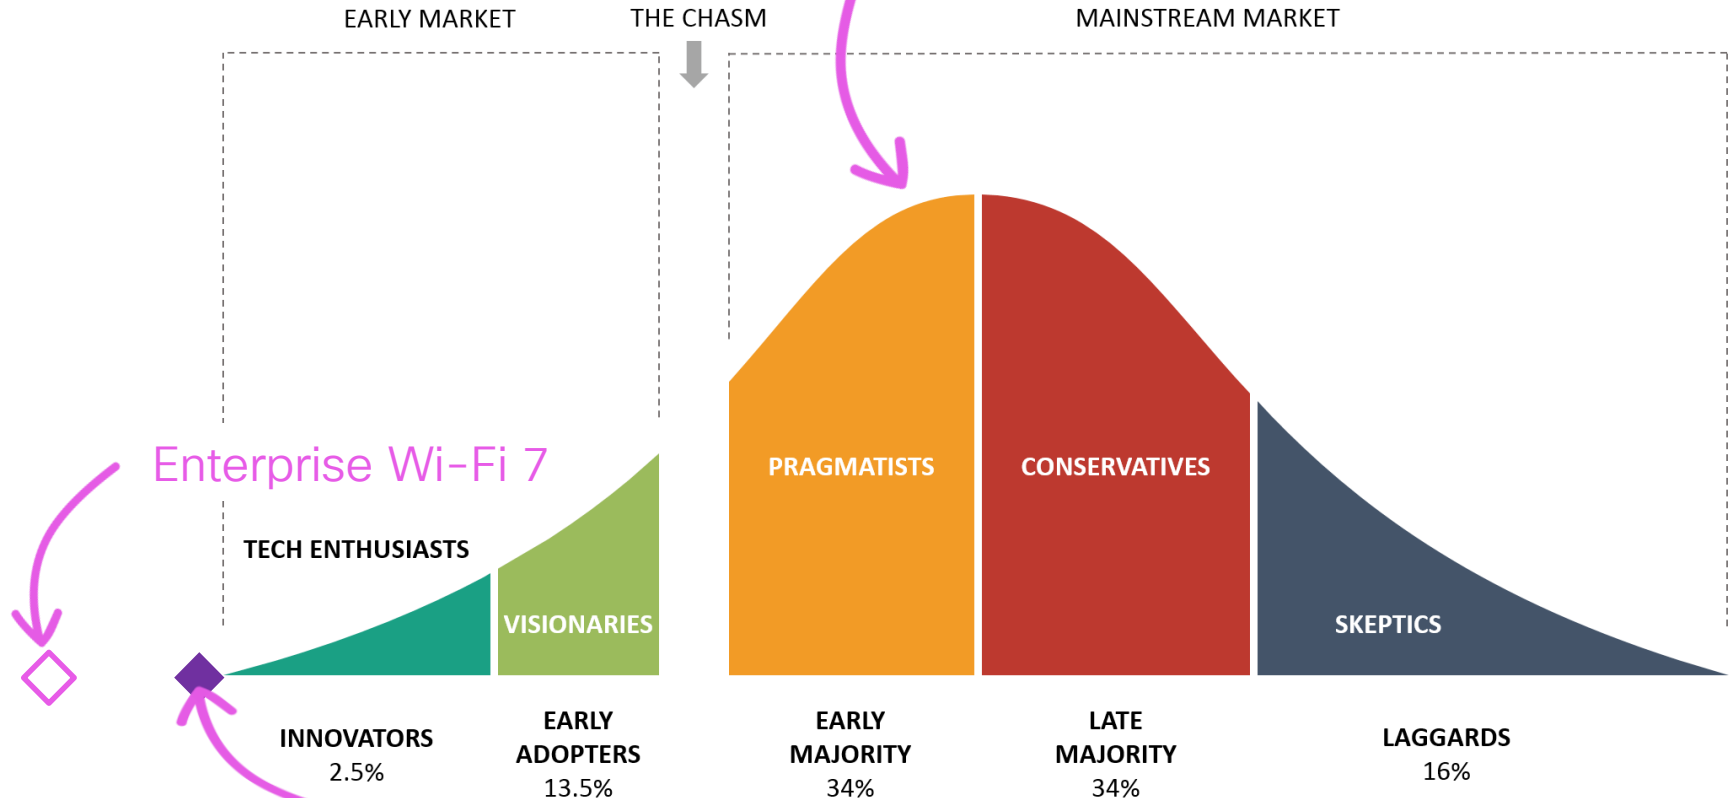 EARLY MARKET
THE CHASM
MAINSTREAM MARKET
Enterprise Wi-Fi 7
TECH ENTHUSIASTS
VISIONARIES
PRAGMATISTS
CONSERVATIVES
SKEPTICS
INNOVATORS
2.5%
EARLY
ADOPTERS
13.5%
EARLY
MAJORITY
34%
LATE
MAJORITY
34%
LAGGARDS
16%